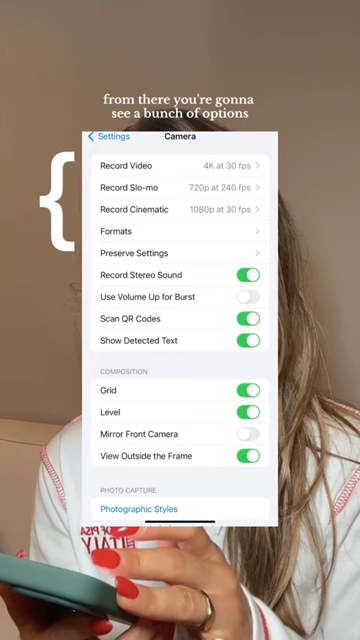 from there you're gonna
see a bunch of options
Settings Camera
Record Video 4K at 30 fps
Record Slo-mo 720p at 240 fps
Record Cinematic 1080p at 30 fps
Formats
Preserve Settings
Record Stereo Sound
Use Volume Up for Burst
Scan QR Codes
Show Detected Text
COMPOSITION
Grid
Level
Mirror Front Camera
View Outside the Frame
PHOTO CAPTURE
Photographic Styles
ITALY